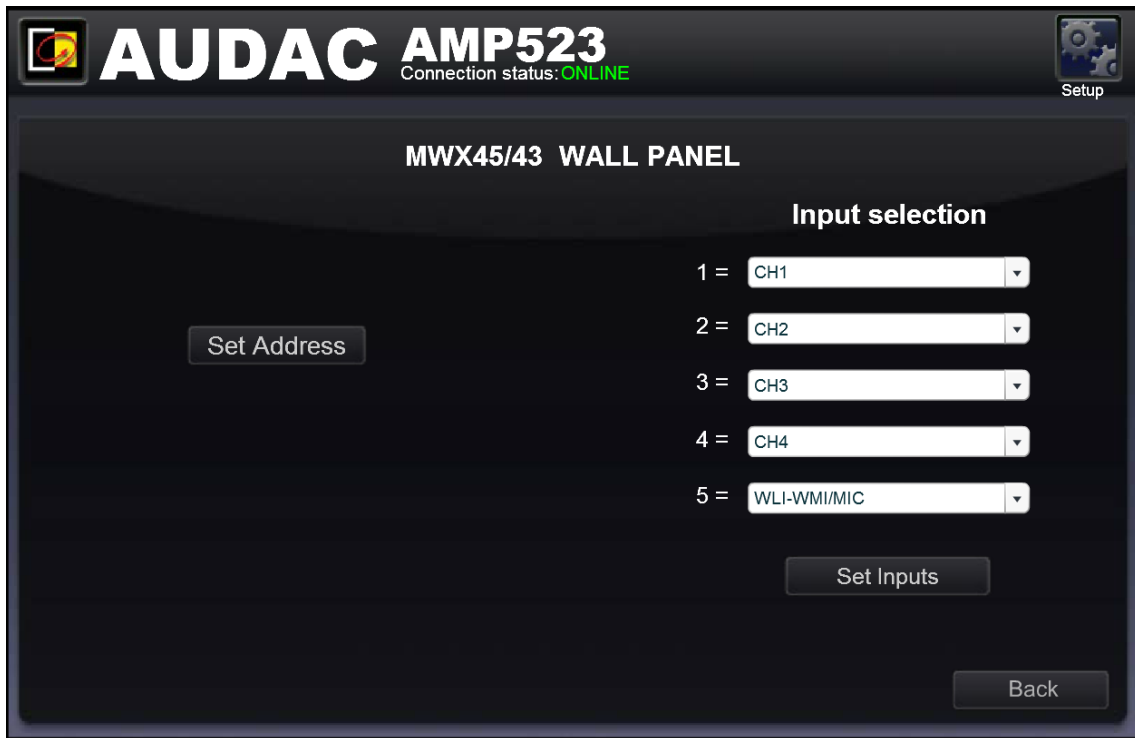 AUDAC AMP523
Connection status: ONLINE
Setup
MWX45/43 WALL PANEL
Input selection
1 = CH1
2 = CH2
Set Address
3 = CH3
4 = CH4
5 = WLI-WMI/MIC
Set Inputs
Back